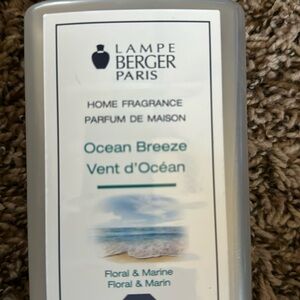 LAMPE
BERGER
PARIS
HOME FRAGRANCE
PARFUM DE MAISON
Ocean Breeze
Vent d'Océan
Floral & Marine
Floral & Marin